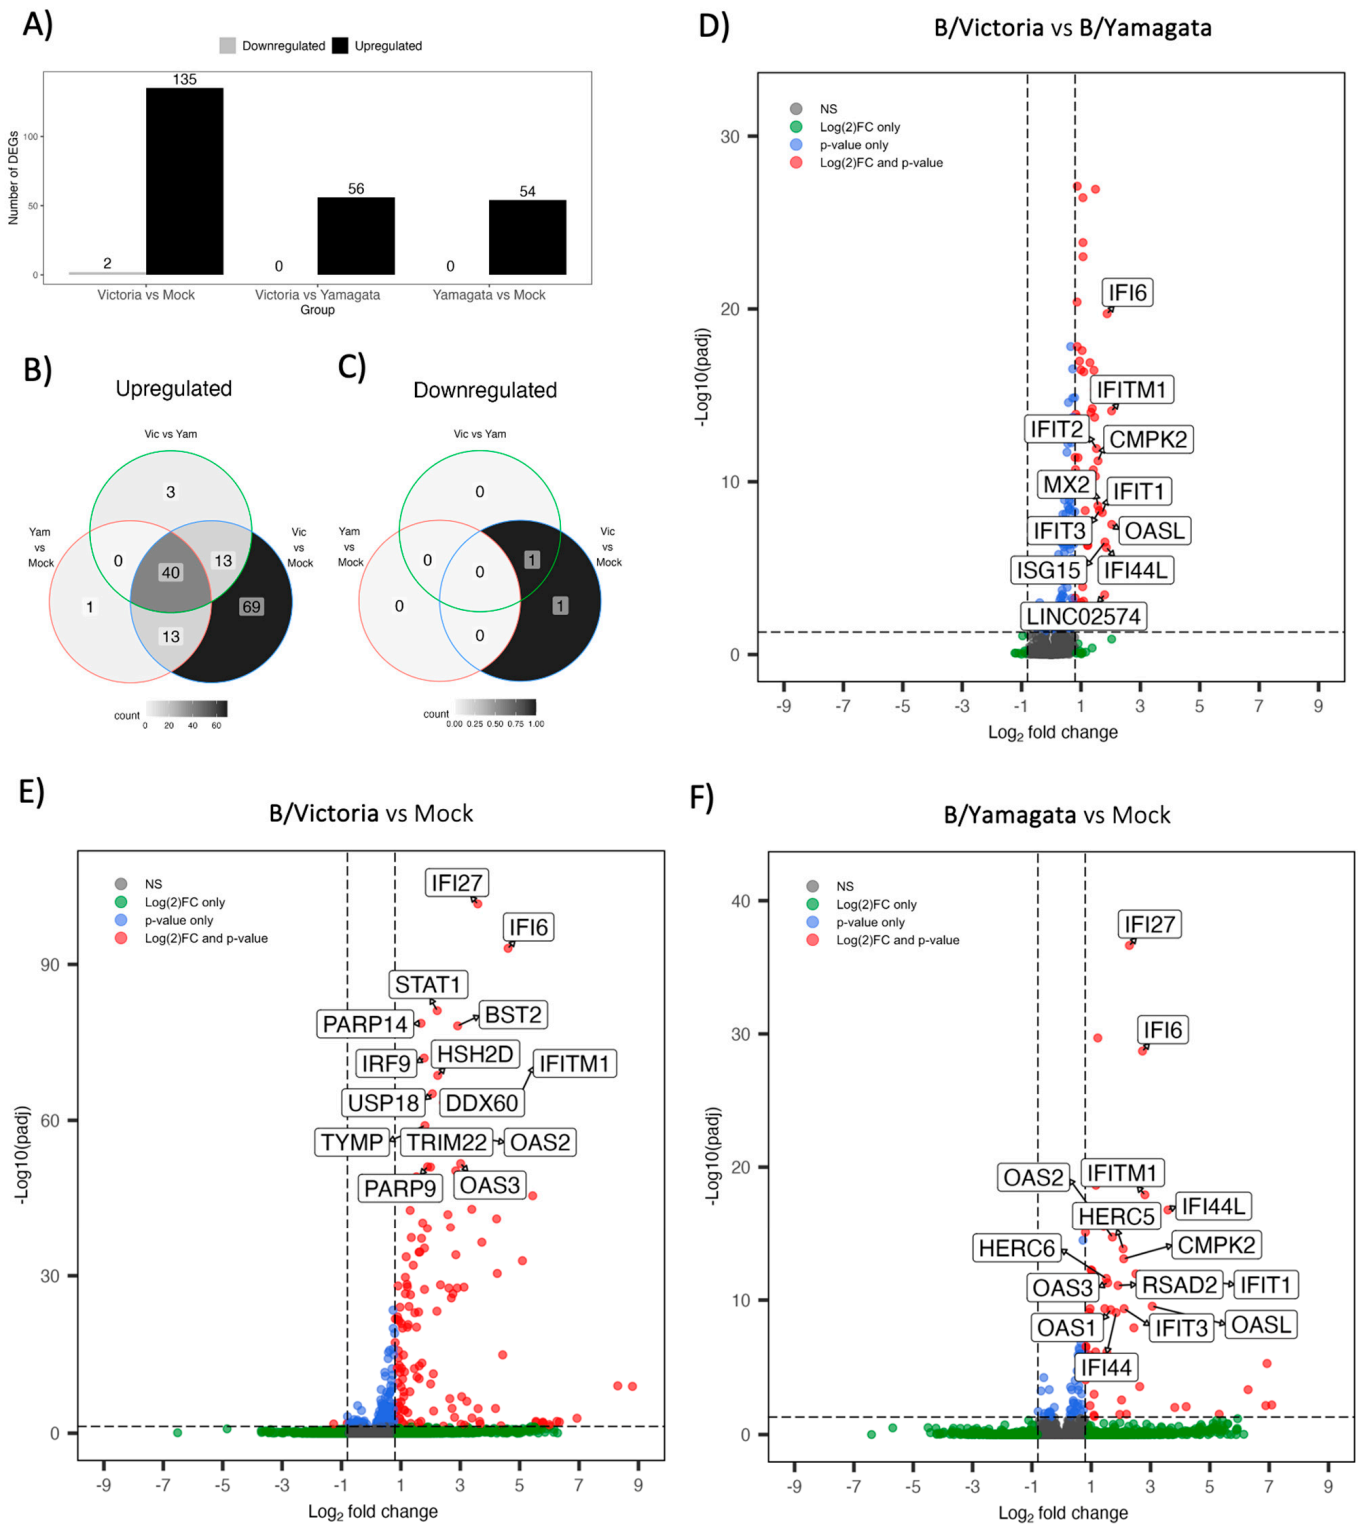 A)
Downregulated Upregulated
Number of DEGs
100
50
0
135
2
56
0
54
0
Victoria vs Mock Victoria vs Yamagata Yamagata vs Mock
Group
B)
Upregulated
Vic vs Yam
Yam
vs
Mock
Vic
vs
Mock
3
0
13
40
1
69
13
count
0 20 40 60
C)
Downregulated
Vic vs Yam
Yam
vs
Mock
Vic
vs
Mock
0
0
1
0
0
1
0
count
0.00 0.25 0.50 0.75 1.00
D)
B/Victoria vs B/Yamagata
NS
Log(2)FC only
p-value only
Log(2)FC and p-value
-Log10(padj)
30
20
10
0
IFI6
IFITM1
IFIT2
CMPK2
MX2
IFIT1
IFIT3
OASL
ISG15
IFI44L
LINC02574
-9 -7 -5 -3 -1 1 3 5 7 9
Log2 fold change
E)
B/Victoria vs Mock
NS
Log(2)FC only
p-value only
Log(2)FC and p-value
-Log10(padj)
90
60
30
0
IFI27
IFI6
STAT1
PARP14
BST2
IRF9
HSH2D
IFITM1
USP18
DDX60
TYMP
TRIM22
OAS2
PARP9
OAS3
-9 -7 -5 -3 -1 1 3 5 7 9
Log2 fold change
F)
B/Yamagata vs Mock
NS
Log(2)FC only
p-value only
Log(2)FC and p-value
-Log10(padj)
40
30
20
10
0
IFI27
IFI6
OAS2
IFITM1
IFI44L
HERC5
HERC6
CMPK2
OAS3
RSAD2
IFIT1
OAS1
IFIT3
OASL
IFI44
-9 -7 -5 -3 -1 1 3 5 7 9
Log2 fold change